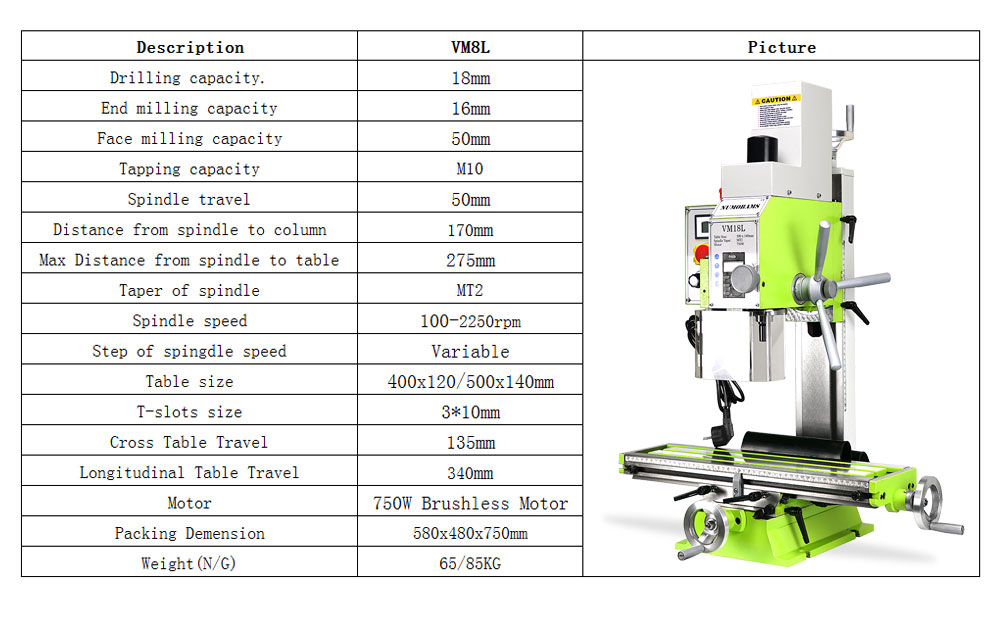 Description VM8L Picture
Drilling capacity. 18mm
End milling capacity 16mm
Face milling capacity 50mm
Tapping capacity M10
Spindle travel 50mm
Distance from spindle to column 170mm
Max Distance from spindle to table 275mm
Taper of spindle MT2
Spindle speed 100-2250rpm
Step of spingdle speed Variable
Table size 400x120/500x140mm
T-slots size 3*10mm
Cross Table Travel 135mm
Longitudinal Table Travel 340mm
Motor 750W Brushless Motor
Packing Demension 580x480x750mm
Weight(N/G) 65/85KG
CAUTION
NUMOBAMS
VM18L